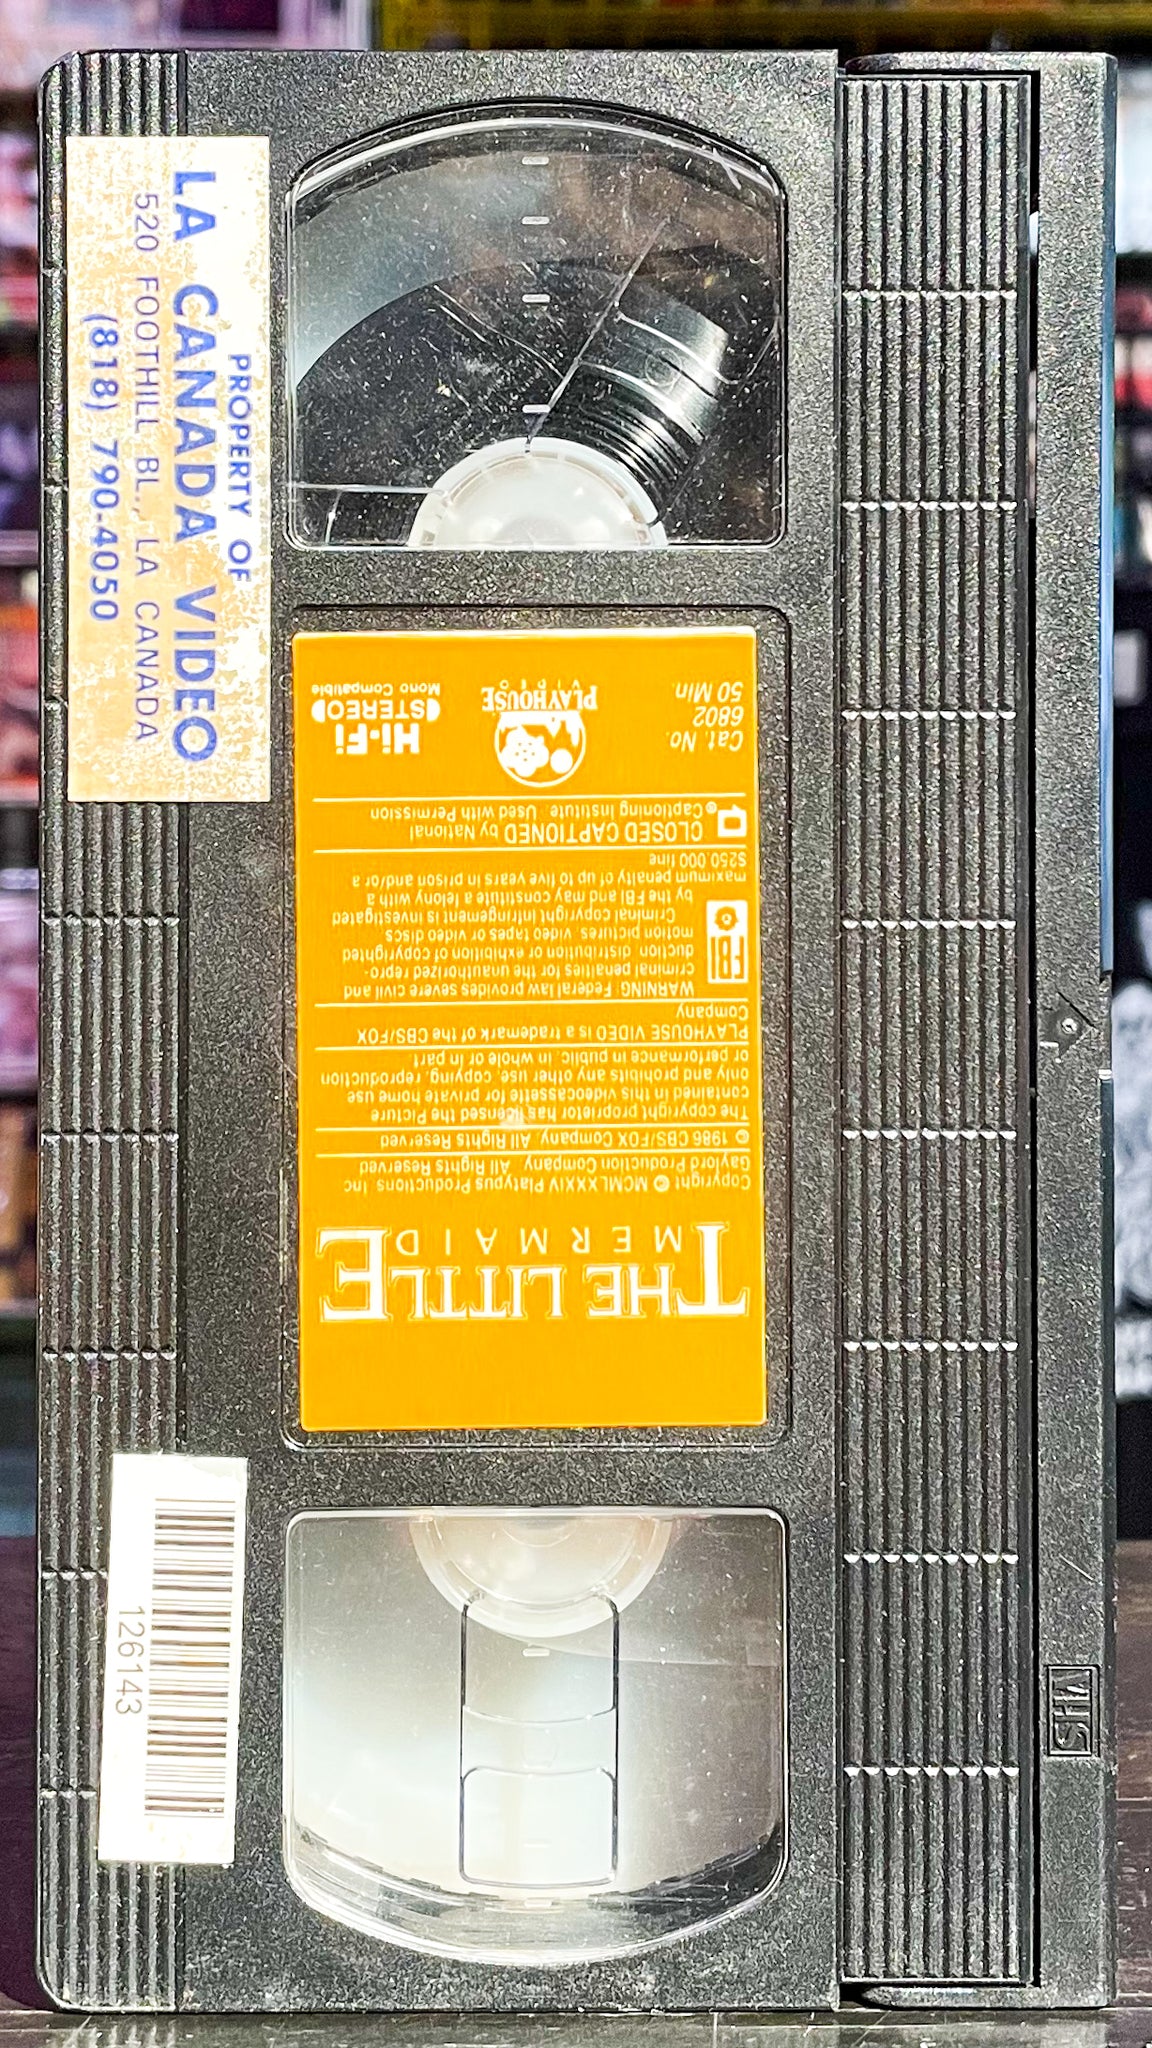 PROPERTY OF
LA CANADA VIDEO
520 FOOTHILL BL., LA CANADA
(818) 790-4050
THE LITTLE
MERMAID
Copyright © MCMLXXXIV Platypus Productions Inc
Gaylord Production Company. All Rights Reserved
© 1986 CBS/FOX Company. All Rights Reserved
The copyright proprietor has licensed the Picture
contained in this videocassette for private home use
only and prohibits any other use, copying, reproduction
or performance in public, in whole or in part.
PLAYHOUSE VIDEO is a trademark of the CBS/FOX
Company
FBI
WARNING: Federal law provides severe civil and
criminal penalties for the unauthorized repro-
duction, distribution or exhibition of copyrighted
motion pictures, video tapes or video discs
Criminal copyright infringement is investigated
by the FBI and may constitute a felony with a
maximum penalty of up to five years in prison and/or a
$250,000 fine
CLOSED CAPTIONED by National
Captioning Institute. Used with Permission
Cat. No.
6802
50 Min.
PLAYHOUSE
VIDEO
Hi-Fi
STEREO
Mono Compatible
126143
VHS